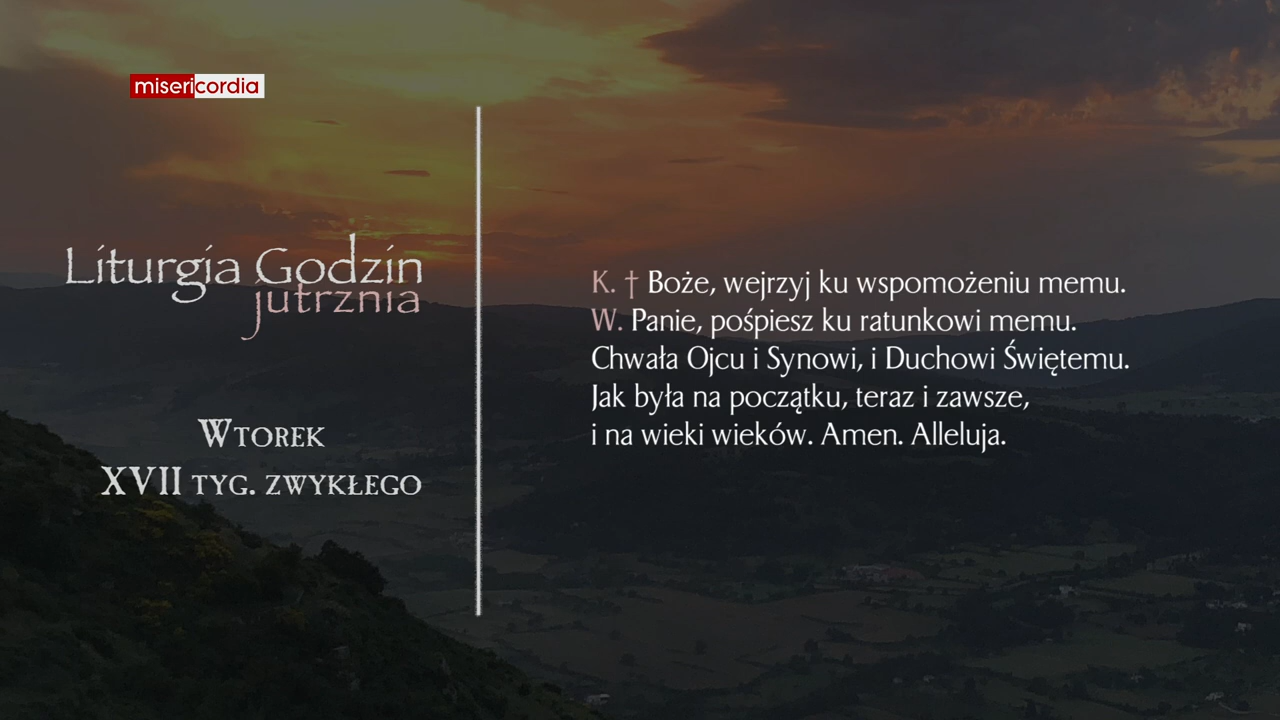 misericordia
Liturgia Godzin
jutrznia
Wtorek
XVII tyg. zwykłego
K. † Boże, wejrzyj ku wspomożeniu memu.
W. Panie, pośpiesz ku ratunkowi memu.
Chwała Ojcu i Synowi, i Duchowi Świętemu.
Jak była na początku, teraz i zawsze,
i na wieki wieków. Amen. Alleluja.